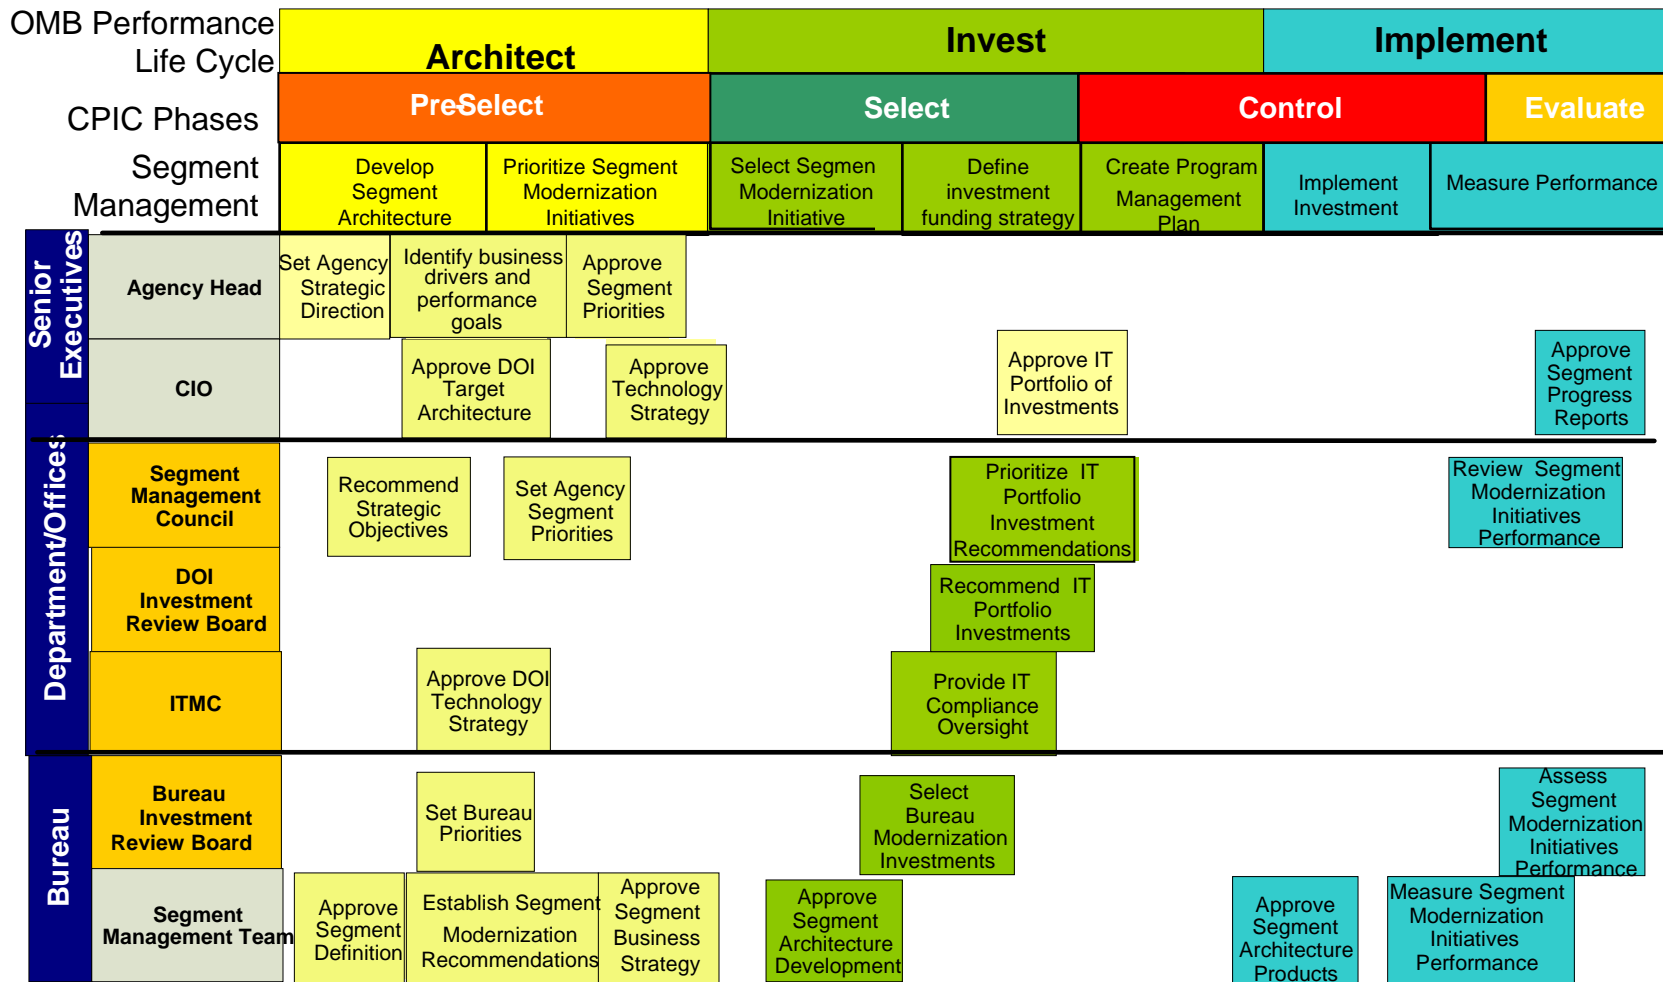 OMB Performance
Life Cycle
Architect
Invest
Implement
CPIC Phases
Pre-Select
Select
Control
Evaluate
Segment
Management
Develop
Segment
Architecture
Prioritize Segment
Modernization
Initiatives
Select Segmen
Modernization
Initiative
Define
investment
funding strategy
Create Program
Management
Plan
Implement
Investment
Measure Performance
Senior
Executives
Agency Head
Set Agency
Strategic
Direction
Identify business
drivers and
performance
goals
Approve
Segment
Priorities
CIO
Approve DOI
Target
Architecture
Approve
Technology
Strategy
Approve IT
Portfolio of
Investments
Approve
Segment
Progress
Reports
Department/Offices
Segment
Management
Council
Recommend
Strategic
Objectives
Set Agency
Segment
Priorities
Prioritize IT
Portfolio
Investment
Recommendations
Review Segment
Modernization
Initiatives
Performance
DOI
Investment
Review Board
Recommend IT
Portfolio
Investments
ITMC
Approve DOI
Technology
Strategy
Provide IT
Compliance
Oversight
Bureau
Bureau
Investment
Review Board
Set Bureau
Priorities
Select
Bureau
Modernization
Investments
Assess
Segment
Modernization
Initiatives
Performance
Segment
Management Team
Approve
Segment
Definition
Establish Segment
Modernization
Recommendations
Approve
Segment
Business
Strategy
Approve
Segment
Architecture
Development
Approve
Segment
Architecture
Products
Measure Segment
Modernization
Initiatives
Performance